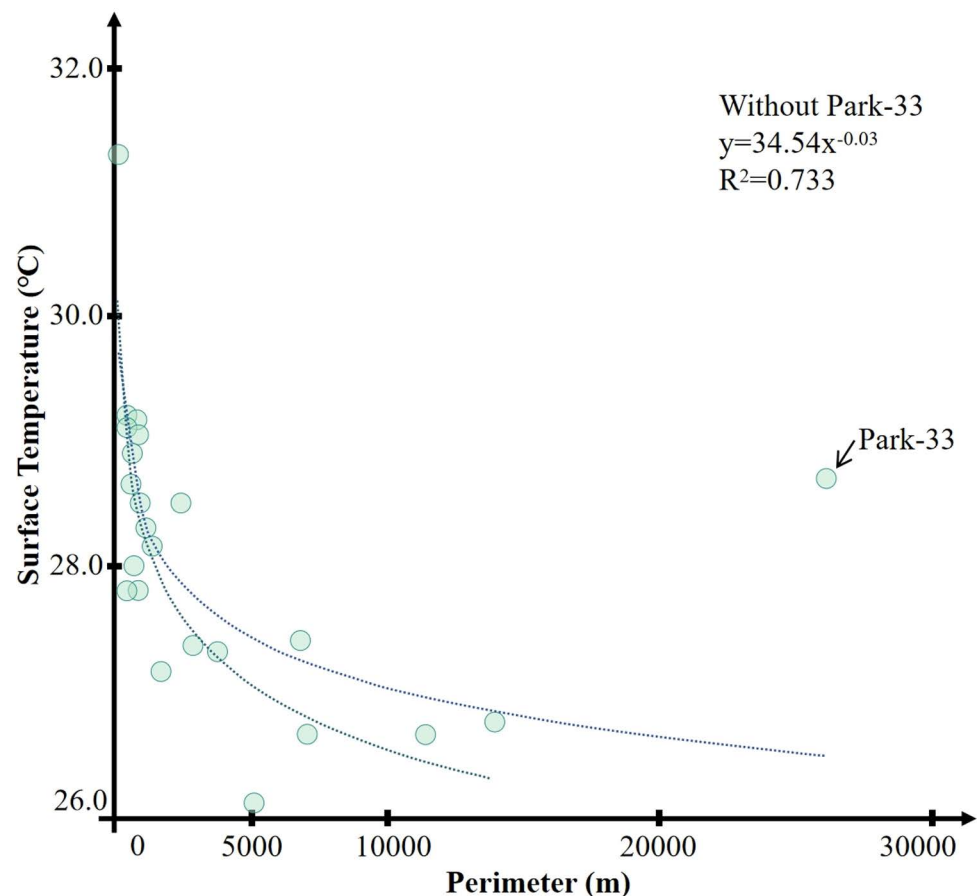 32.0
Without Park-33
y=34.54x⁻⁰·⁰³
R²=0.733
30.0
Surface Temperature (°C)
Park-33
28.0
26.0
0 5000 10000 20000 30000
Perimeter (m)